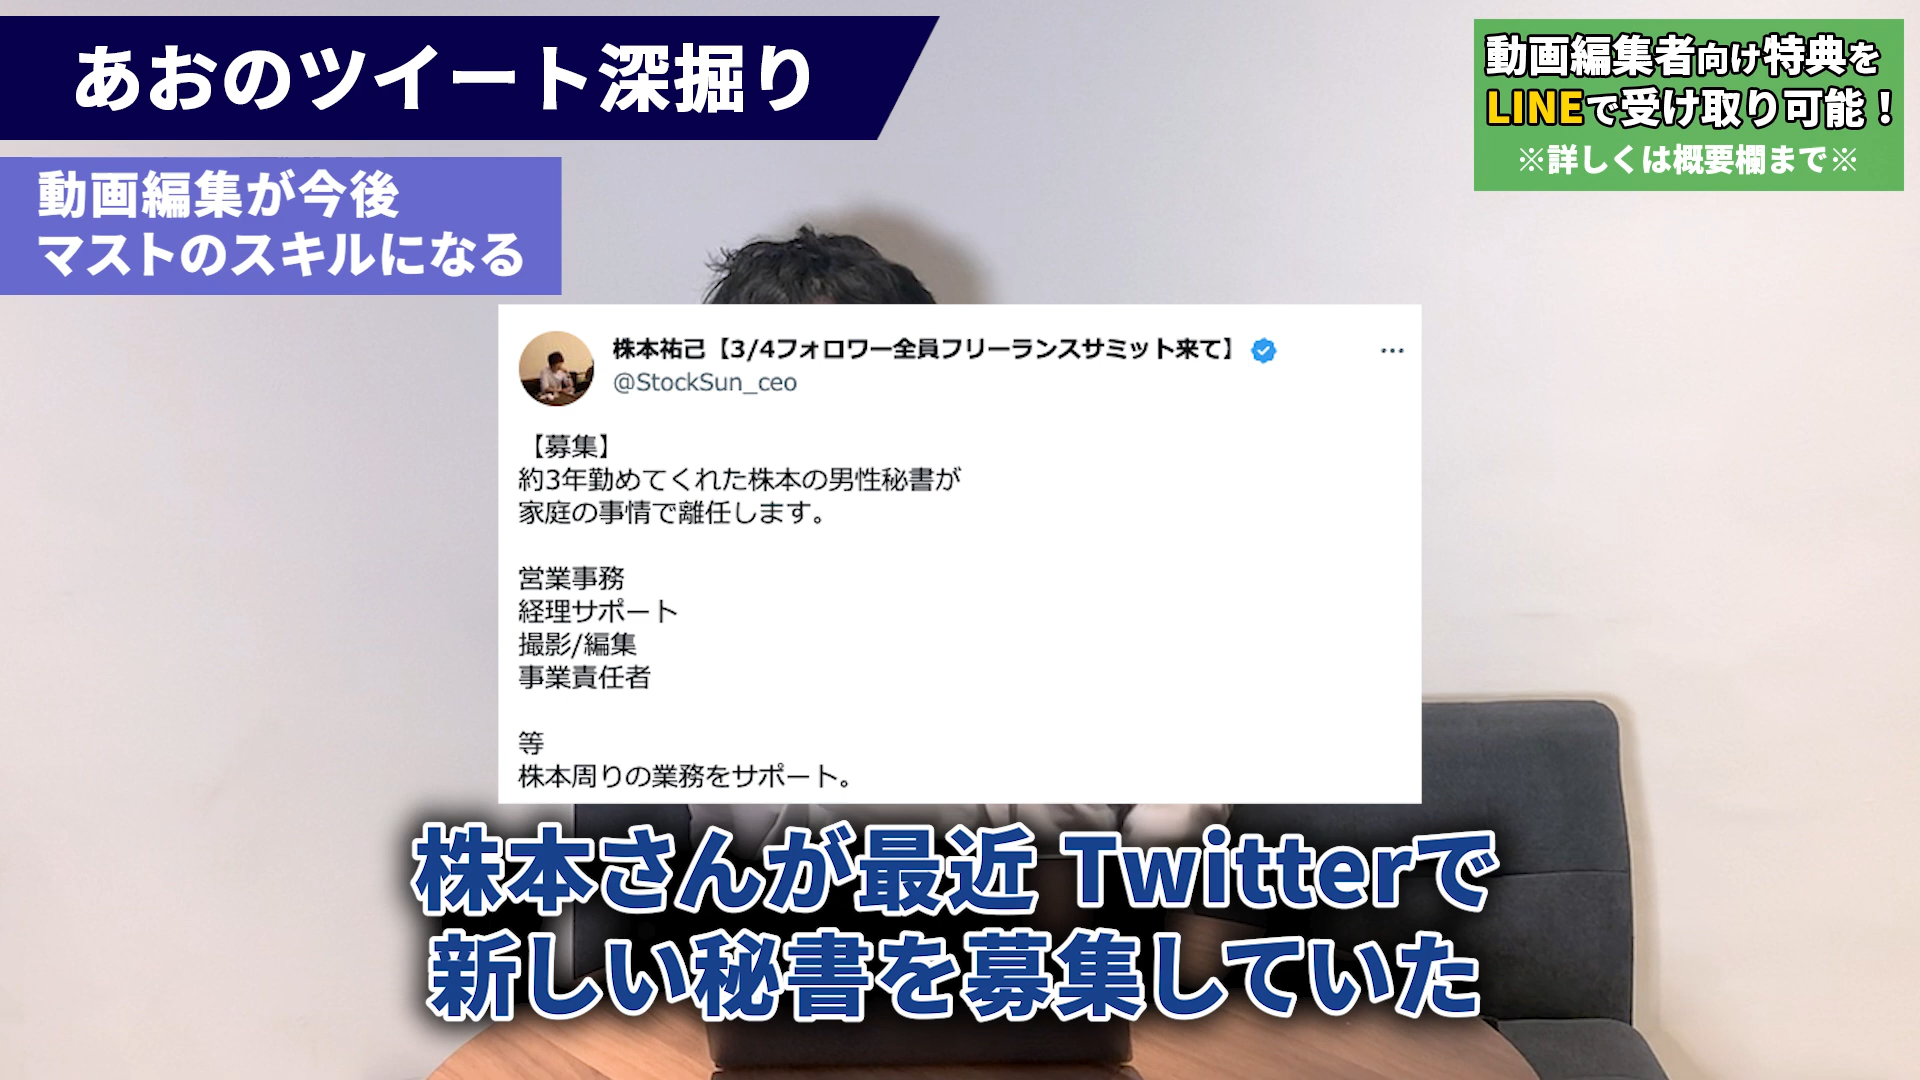 あおのツイート深掘り
動画編集が今後
マストのスキルになる
動画編集者向け特典を
LINEで受け取り可能！
※詳しくは概要欄まで※
株本祐己【3/4フォロワー全員フリーランスサミット来て】
@StockSun_ceo
【募集】
約3年勤めてくれた株本の男性秘書が
家庭の事情で離任します。
営業事務
経理サポート
撮影/編集
事業責任者
等
株本周りの業務をサポート。
株本さんが最近 Twitterで
新しい秘書を募集していた